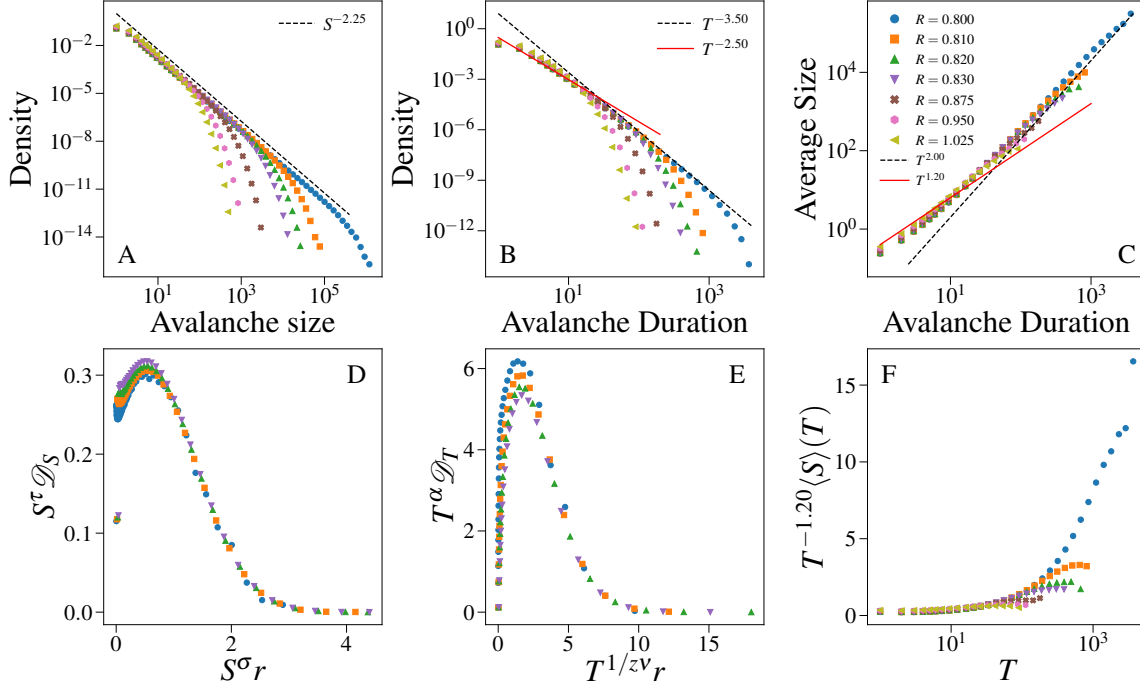 S^{-2.25}
10^{-2}
10^{-5}
10^{-8}
10^{-11}
10^{-14}
Density
A
10^1
10^3
10^5
Avalanche size
T^{-3.50}
T^{-2.50}
10^0
10^{-3}
10^{-6}
10^{-9}
10^{-12}
Density
B
10^1
10^3
Avalanche Duration
R = 0.800
R = 0.810
R = 0.820
R = 0.830
R = 0.875
R = 0.950
R = 1.025
T^{2.00}
T^{1.20}
10^4
10^2
10^0
Average Size
C
10^1
10^3
Avalanche Duration
D
0.3
0.2
0.1
0.0
S^τ 𝒟_S
0
2
4
S^σ r
E
6
4
2
0
T^α 𝒟_T
0
5
10
15
T^{1/zν} r
F
15
10
5
0
T^{-1.20}⟨S⟩(T)
10^1
10^3
T